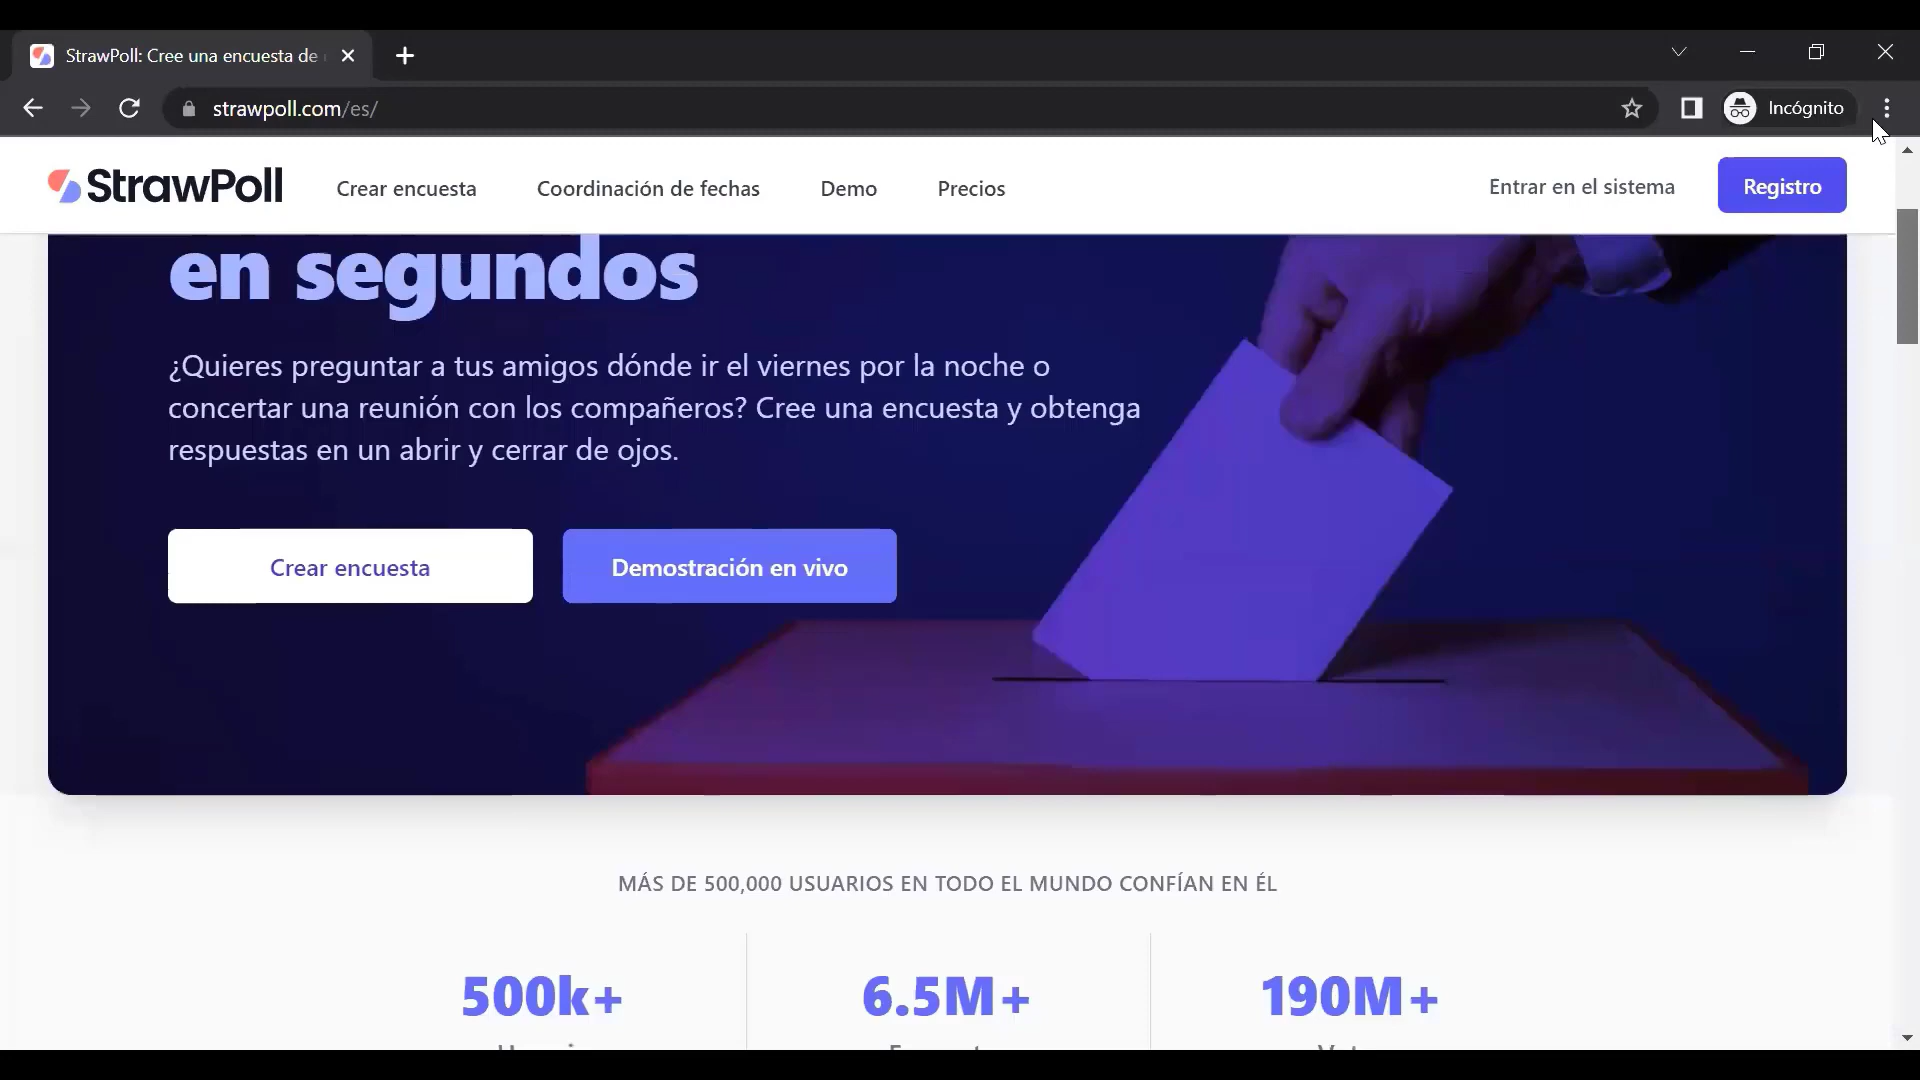 StrawPoll: Cree una encuesta de
strawpoll.com/es/
Incógnito
StrawPoll
Crear encuesta
Coordinación de fechas
Demo
Precios
Entrar en el sistema
Registro
en segundos
¿Quieres preguntar a tus amigos dónde ir el viernes por la noche o
concertar una reunión con los compañeros? Cree una encuesta y obtenga
respuestas en un abrir y cerrar de ojos.
Crear encuesta
Demostración en vivo
MÁS DE 500,000 USUARIOS EN TODO EL MUNDO CONFÍAN EN ÉL
500k+
6.5M+
190M+